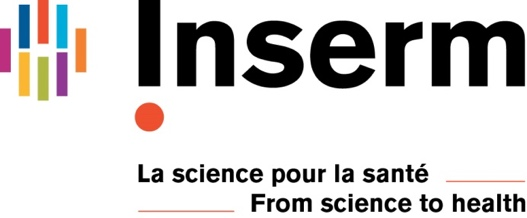 Inserm
La science pour la santé
From science to health